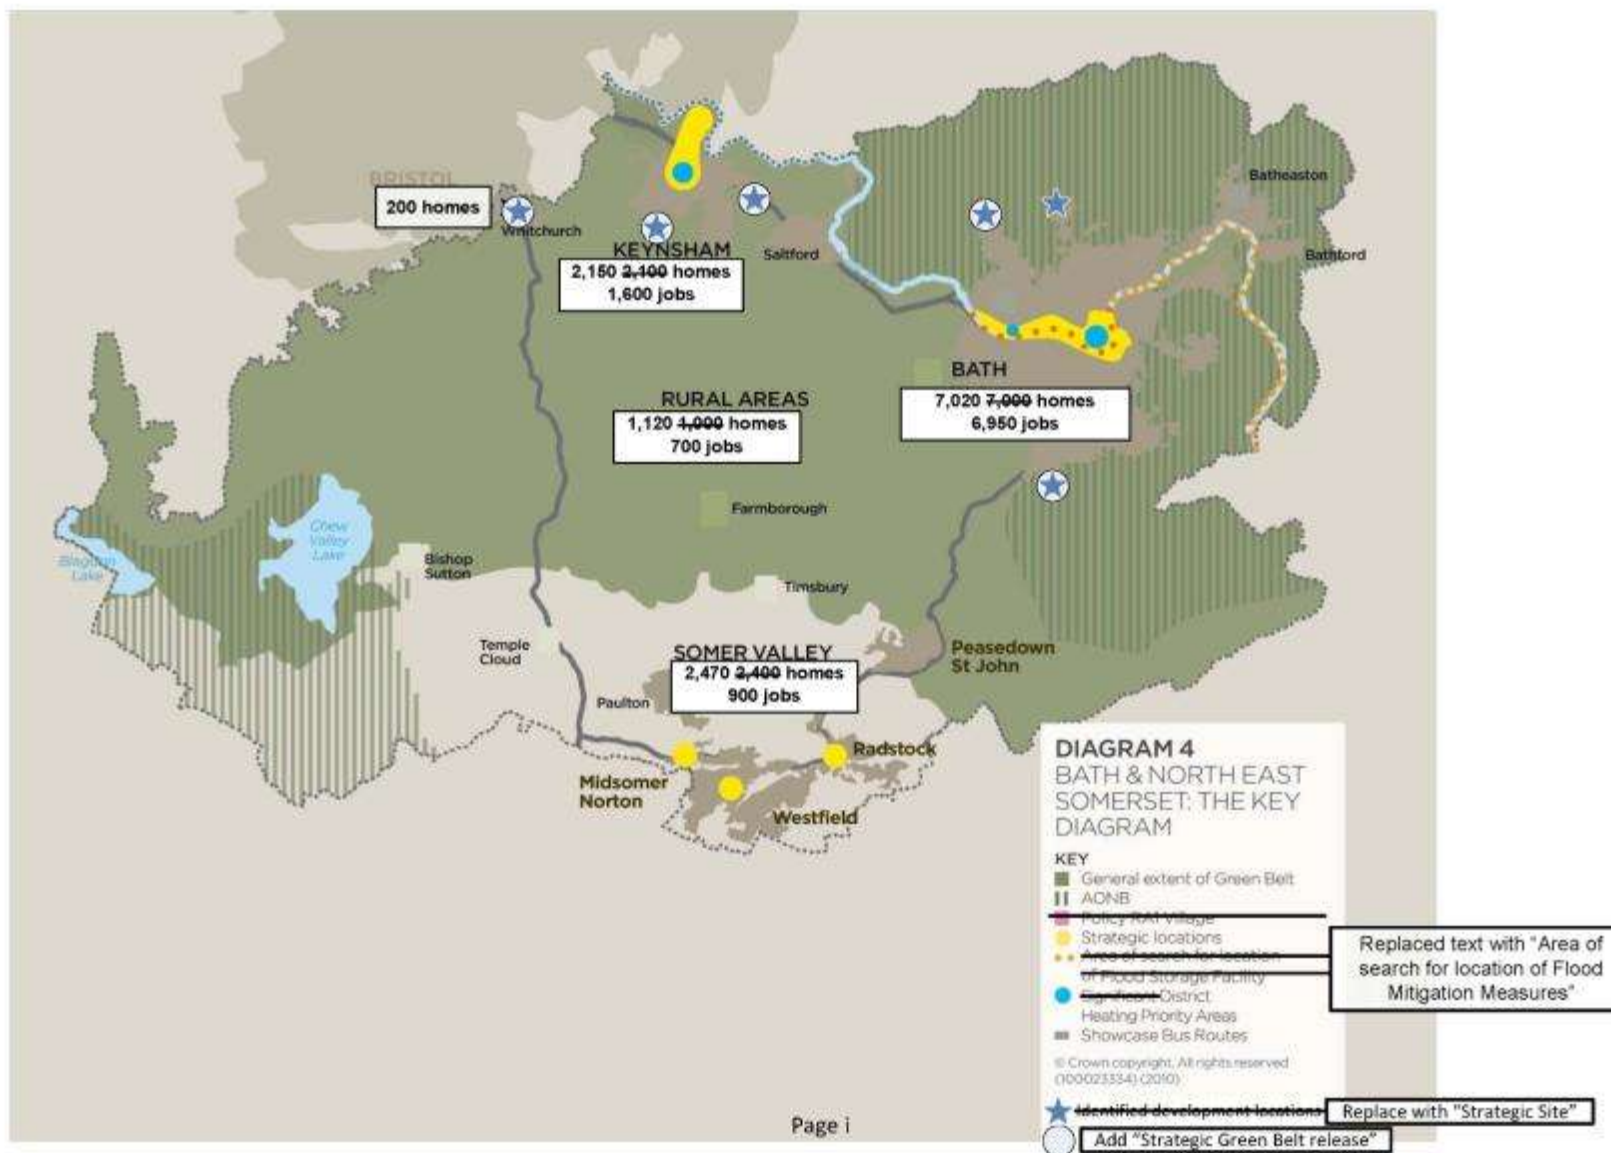 BRISTOL
200 homes
Whitchurch
KEYNSHAM
2,150 2,100 homes
1,600 jobs
Saltford
Batheaston
Bathford
BATH
7,020 7,000 homes
6,950 jobs
RURAL AREAS
1,120 1,000 homes
700 jobs
Farmborough
Chew
Valley
Lake
Blagdon
Lake
Bishop
Sutton
Timsbury
Temple
Cloud
SOMER VALLEY
2,470 2,400 homes
900 jobs
Peasedown
St John
Paulton
Radstock
Midsomer
Norton
Westfield
DIAGRAM 4
BATH & NORTH EAST
SOMERSET: THE KEY
DIAGRAM
KEY
General extent of Green Belt
AONB
Policy RA1 Village
Strategic locations
Area of search for location
of Flood Storage Facility
Significant District
Heating Priority Areas
Showcase Bus Routes
© Crown copyright. All rights reserved
(100023334) (2010)
Identified development locations
Replace with "Strategic Site"
Add "Strategic Green Belt release"
Replaced text with "Area of
search for location of Flood
Mitigation Measures"
Page i